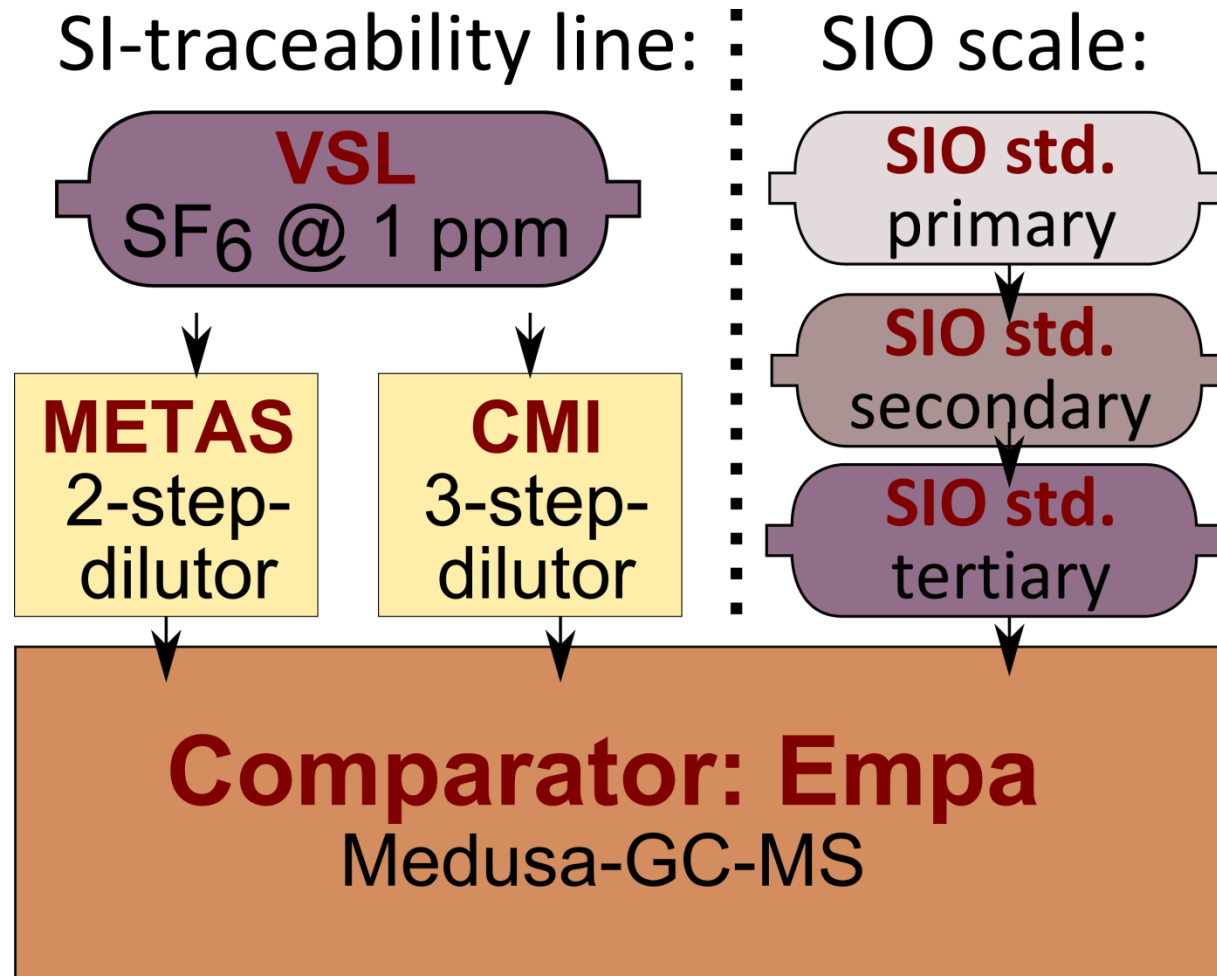 SI-traceability line:
VSL
SF6 @ 1 ppm
METAS
2-step-
dilutor
CMI
3-step-
dilutor
SIO scale:
SIO std.
primary
SIO std.
secondary
SIO std.
tertiary
Comparator: Empa
Medusa-GC-MS